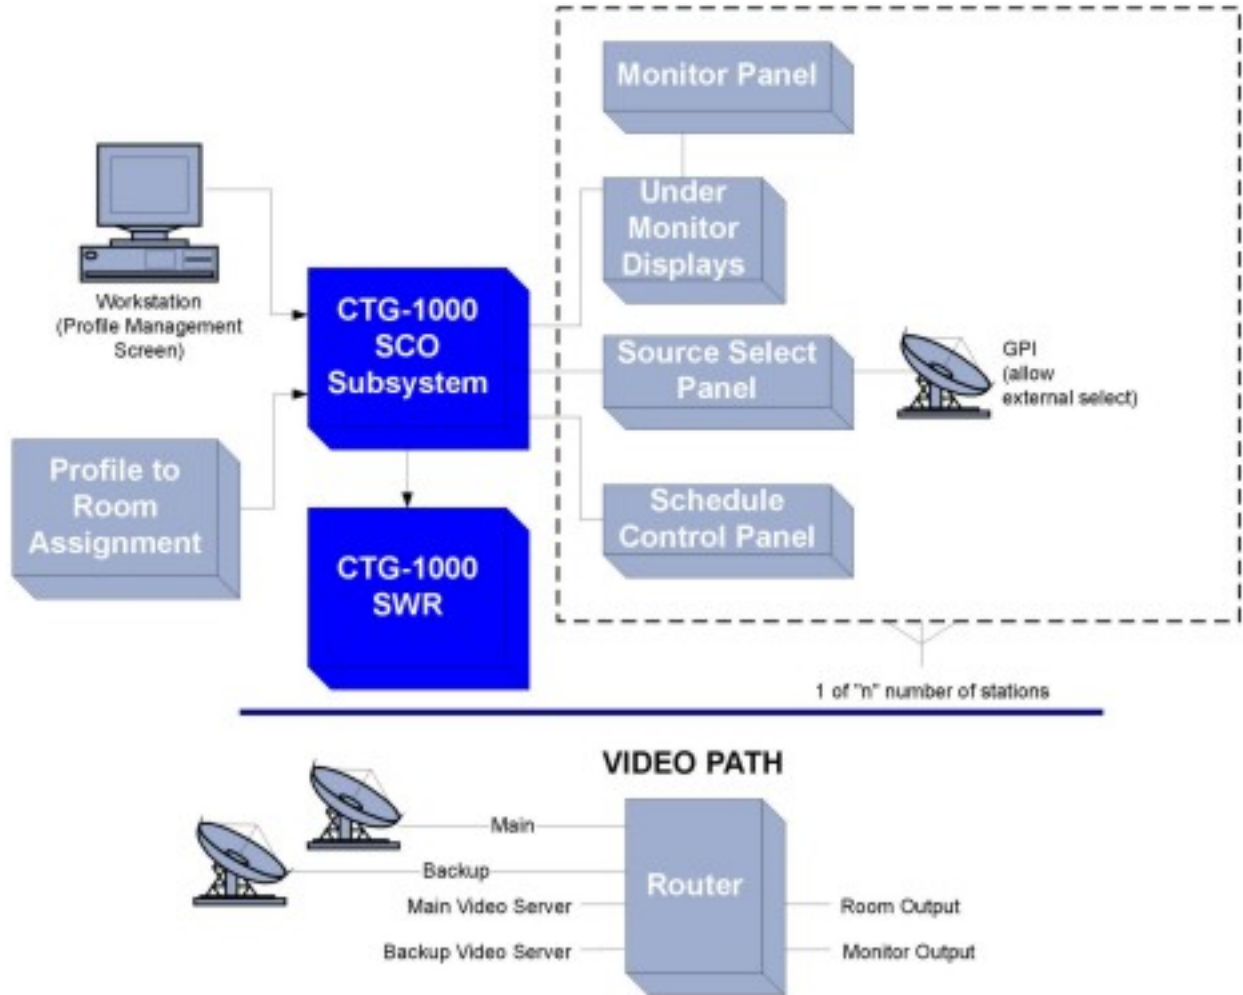 Monitor Panel
Under
Monitor
Displays
Workstation
(Profile Management
Screen)
CTG-1000
SCO
Subsystem
Source Select
Panel
GPI
(allow
external select)
Profile to
Room
Assignment
Schedule
Control Panel
CTG-1000
SWR
1 of "n" number of stations
VIDEO PATH
Main
Backup
Main Video Server
Backup Video Server
Router
Room Output
Monitor Output